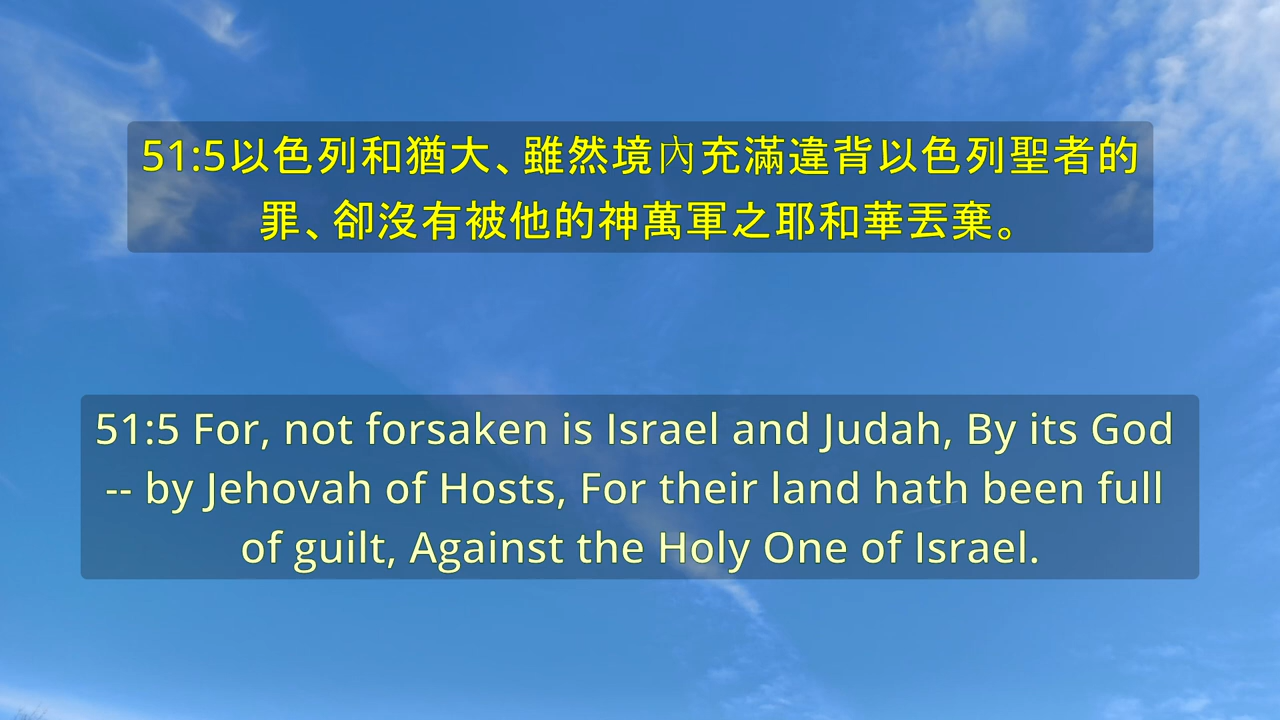 51:5以色列和猶大、雖然境內充滿違背以色列聖者的
罪、卻沒有被他的神萬軍之耶和華丟棄。
51:5 For, not forsaken is Israel and Judah, By its God
-- by Jehovah of Hosts, For their land hath been full
of guilt, Against the Holy One of Israel.